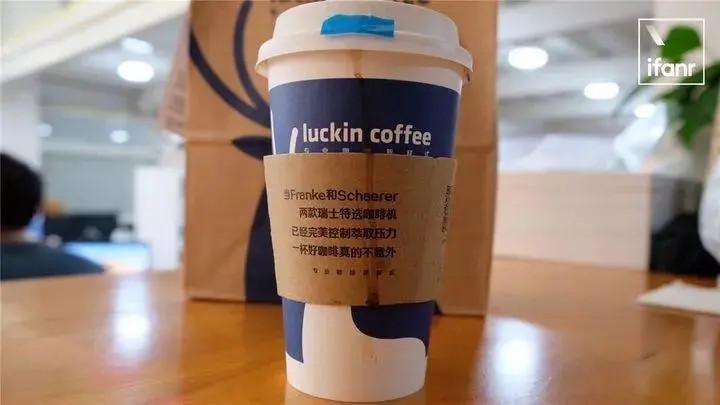 ifanr
luckin coffee
当Franke和Schaerer
两款瑞士特选咖啡机
已经完美控制萃取压力
一杯好咖啡真的不意外